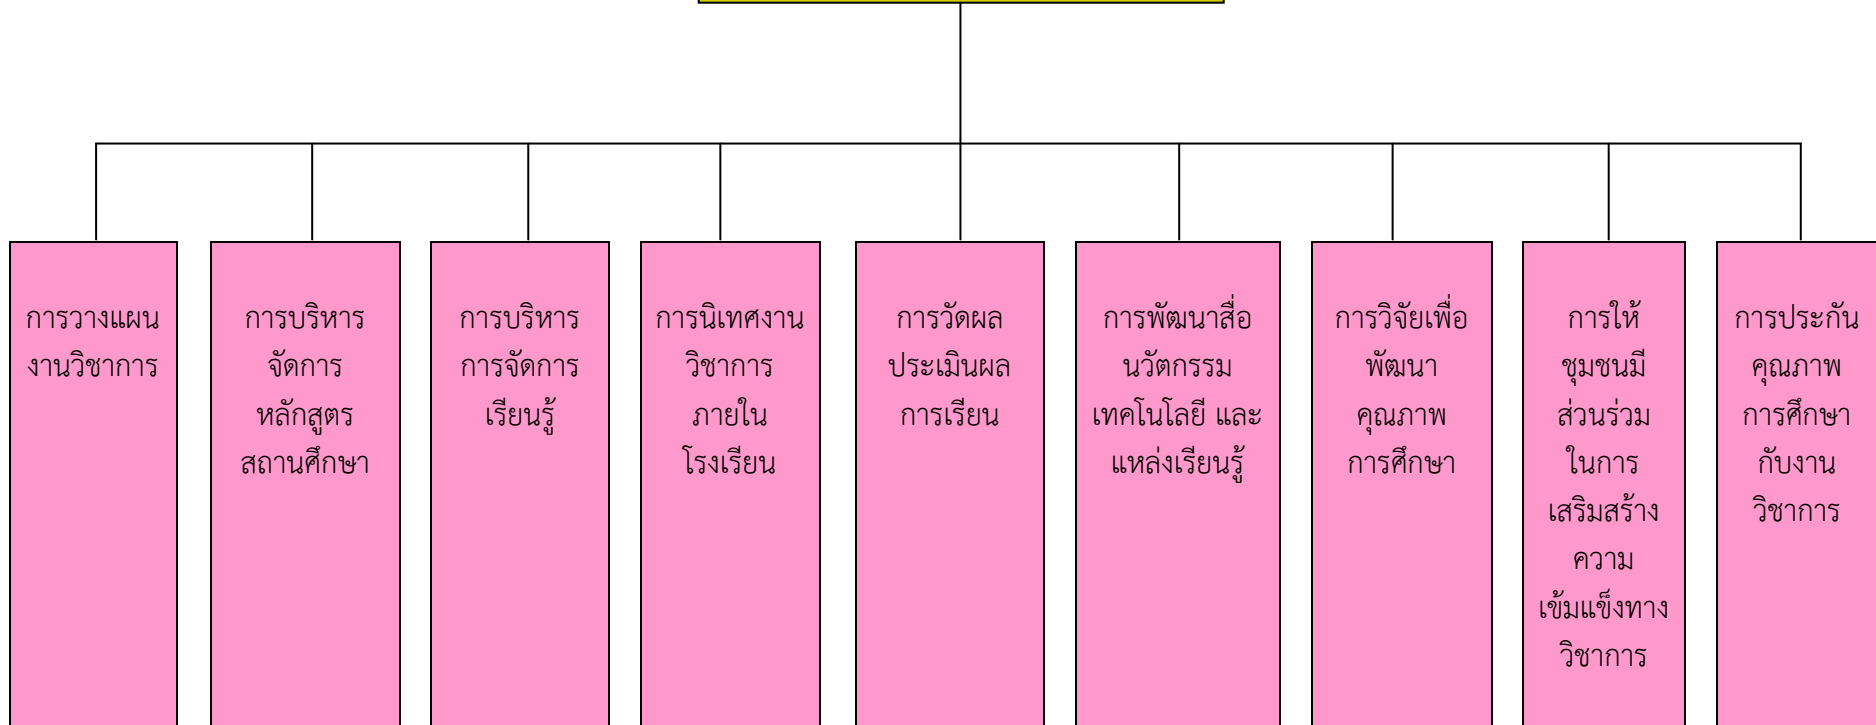 การวางแผน
งานวิชาการ
การบริหาร
จัดการ
หลักสูตร
สถานศึกษา
การบริหาร
การจัดการ
เรียนรู้
การนิเทศงาน
วิชาการ
ภายใน
โรงเรียน
การวัดผล
ประเมินผล
การเรียน
การพัฒนาสื่อ
นวัตกรรม
เทคโนโลยี และ
แหล่งเรียนรู้
การวิจัยเพื่อ
พัฒนา
คุณภาพ
การศึกษา
การให้
ชุมชนมี
ส่วนร่วม
ในการ
เสริมสร้าง
ความ
เข้มแข็งทาง
วิชาการ
การประกัน
คุณภาพ
การศึกษา
กับงาน
วิชาการ